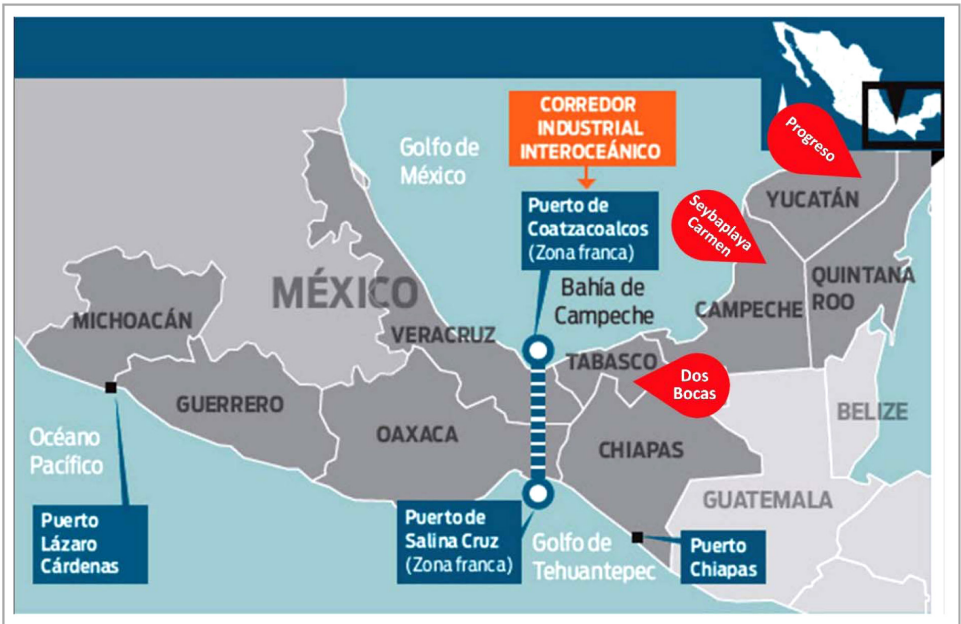 CORREDOR
INDUSTRIAL
INTEROCEÁNICO
Golfo de
México
Progreso
YUCATÁN
Seybaplaya
Carmen
Puerto de
Coatzacoalcos
(Zona franca)
QUINTANA
ROO
MÉXICO
Bahía de
Campeche
CAMPECHE
MICHOACÁN
VERACRUZ
TABASCO
Dos
Bocas
GUERRERO
OAXACA
BELIZE
CHIAPAS
Océano
Pacífico
GUATEMALA
Puerto
Lázaro
Cárdenas
Puerto de
Salina Cruz
(Zona franca)
Golfo de
Tehuantepec
Puerto
Chiapas